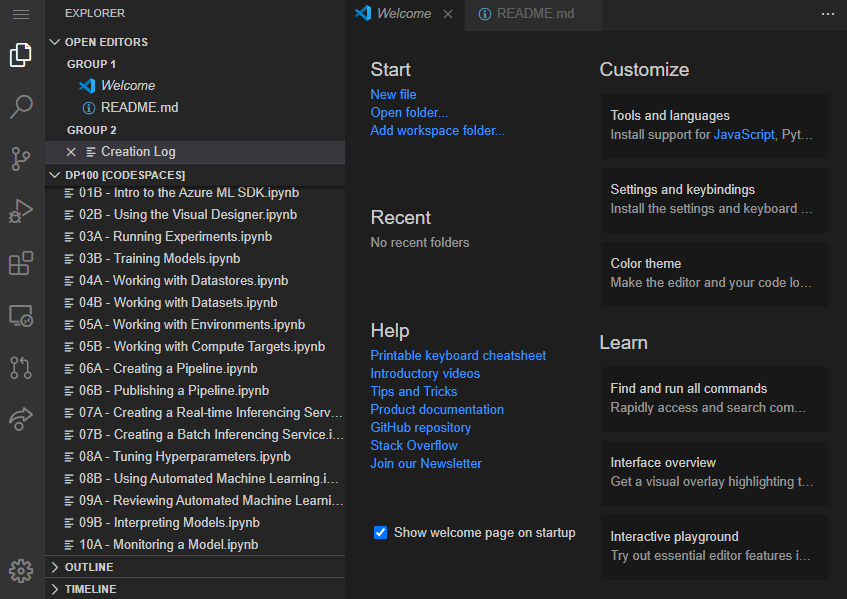 EXPLORER
OPEN EDITORS
GROUP 1
Welcome
README.md
GROUP 2
Creation Log
DP100 [CODESPACES]
01B - Intro to the Azure ML SDK.ipynb
02B - Using the Visual Designer.ipynb
03A - Running Experiments.ipynb
03B - Training Models.ipynb
04A - Working with Datastores.ipynb
04B - Working with Datasets.ipynb
05A - Working with Environments.ipynb
05B - Working with Compute Targets.ipynb
06A - Creating a Pipeline.ipynb
06B - Publishing a Pipeline.ipynb
07A - Creating a Real-time Inferencing Serv...
07B - Creating a Batch Inferencing Service.i...
08A - Tuning Hyperparameters.ipynb
08B - Using Automated Machine Learning.i...
09A - Reviewing Automated Machine Learni...
09B - Interpreting Models.ipynb
10A - Monitoring a Model.ipynb
OUTLINE
TIMELINE
Welcome
README.md
Start
New file
Open folder...
Add workspace folder...
Recent
No recent folders
Help
Printable keyboard cheatsheet
Introductory videos
Tips and Tricks
Product documentation
GitHub repository
Stack Overflow
Join our Newsletter
Show welcome page on startup
Customize
Tools and languages
Install support for JavaScript, Pyt...
Settings and keybindings
Install the settings and keyboard ...
Color theme
Make the editor and your code lo...
Learn
Find and run all commands
Rapidly access and search com...
Interface overview
Get a visual overlay highlighting t...
Interactive playground
Try out essential editor features i...